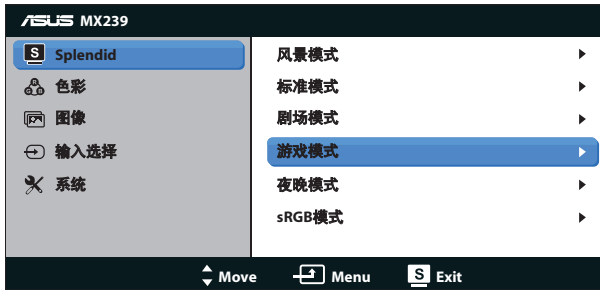 ASUS MX239
S Splendid
色彩
图像
输入选择
系统
风景模式
标准模式
剧场模式
游戏模式
夜晚模式
sRGB模式
Move Menu S Exit